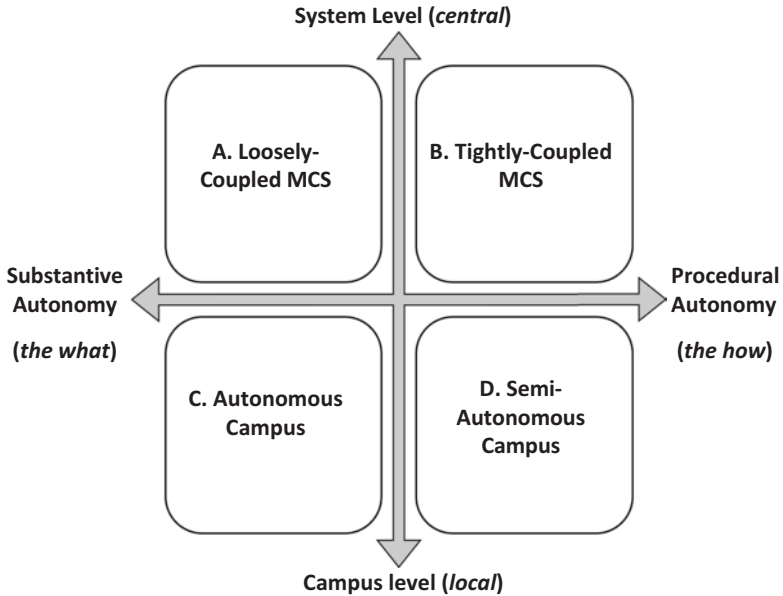 System Level (central)
A. Loosely-
Coupled MCS
B. Tightly-Coupled
MCS
Substantive
Autonomy
(the what)
Procedural
Autonomy
(the how)
C. Autonomous
Campus
D. Semi-
Autonomous
Campus
Campus level (local)